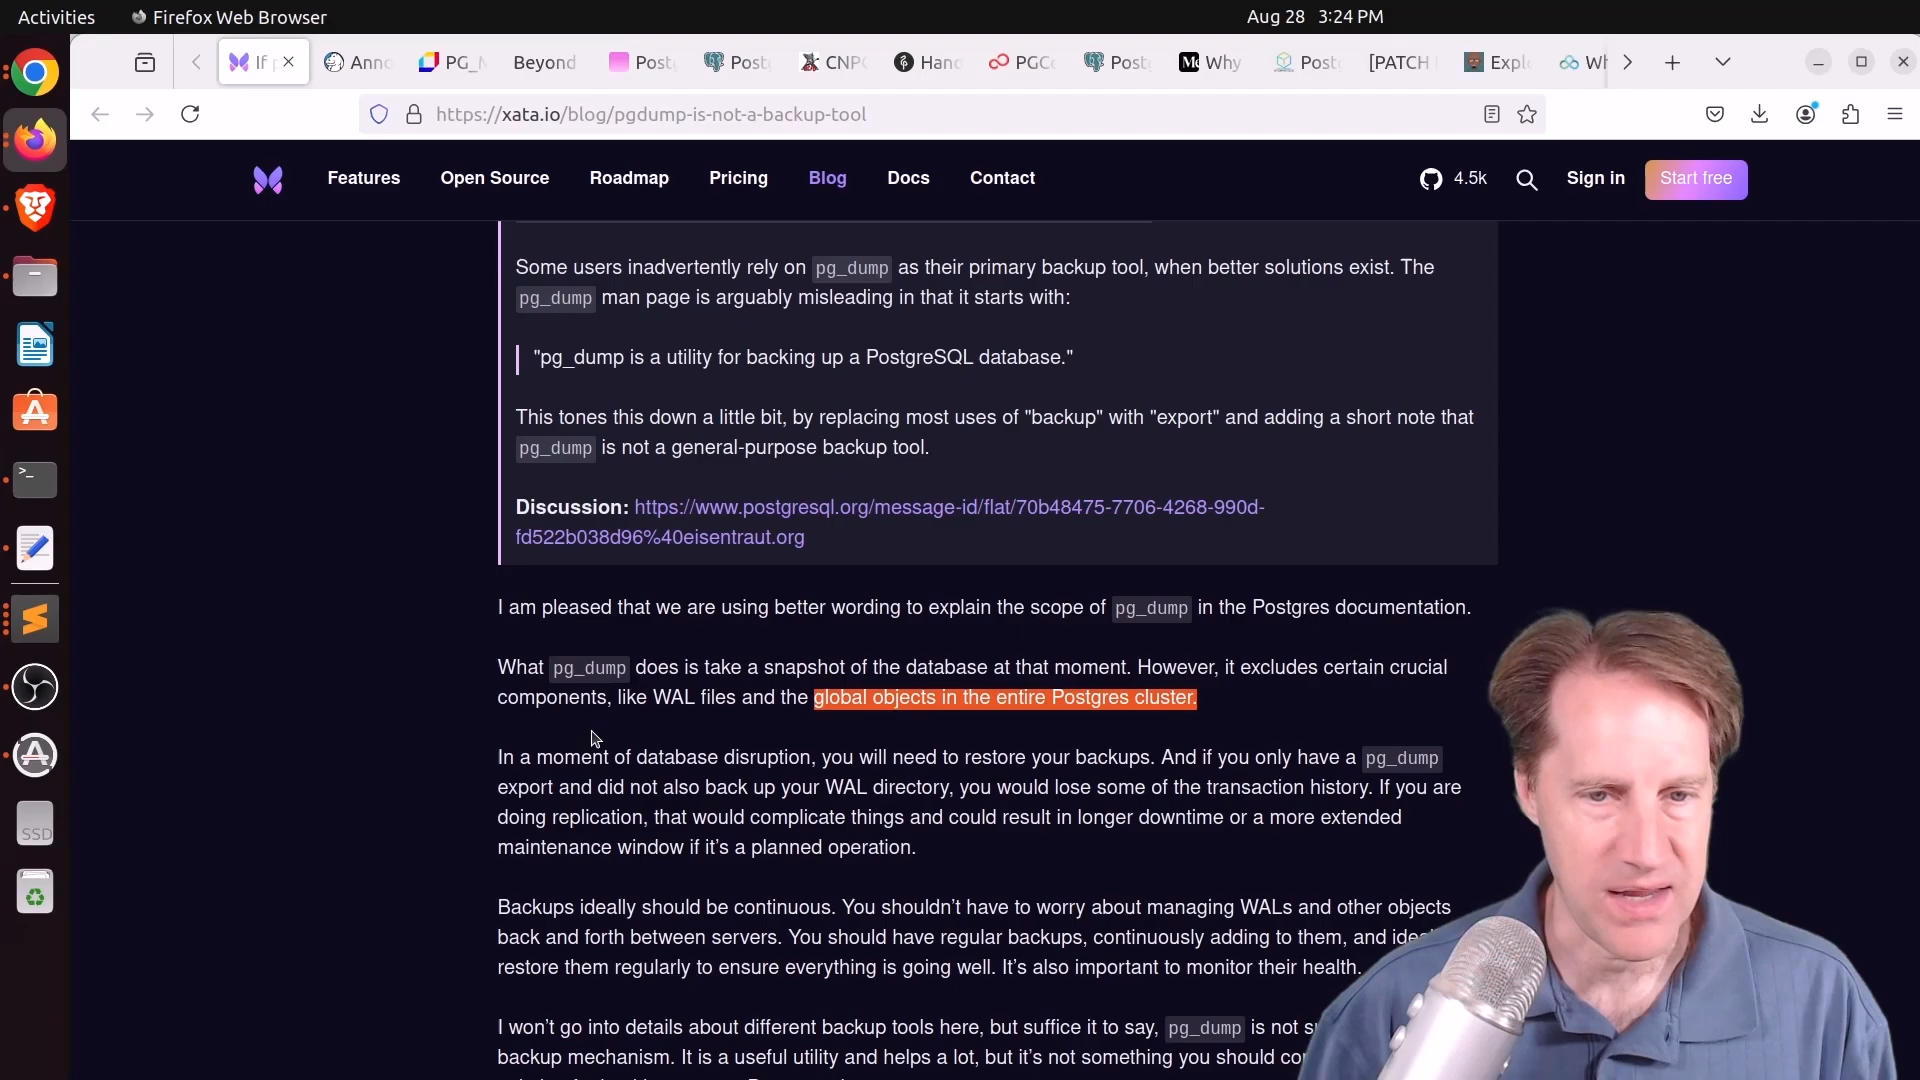 Activities
Firefox Web Browser
Aug 28 3:24 PM
If
Anno
PG_
Beyond
Post
Post
CNP
Hand
PGC
Post
Me Why
Post
[PATCH
Expl
Wh
https://xata.io/blog/pgdump-is-not-a-backup-tool
Features
Open Source
Roadmap
Pricing
Blog
Docs
Contact
4.5k
Sign in
Start free
Some users inadvertently rely on pg_dump as their primary backup tool, when better solutions exist. The
pg_dump man page is arguably misleading in that it starts with:
"pg_dump is a utility for backing up a PostgreSQL database."
This tones this down a little bit, by replacing most uses of "backup" with "export" and adding a short note that
pg_dump is not a general-purpose backup tool.
Discussion: https://www.postgresql.org/message-id/flat/70b48475-7706-4268-990d-
fd522b038d96%40eisentraut.org
I am pleased that we are using better wording to explain the scope of pg_dump in the Postgres documentation.
What pg_dump does is take a snapshot of the database at that moment. However, it excludes certain crucial
components, like WAL files and the global objects in the entire Postgres cluster.
In a moment of database disruption, you will need to restore your backups. And if you only have a pg_dump
export and did not also back up your WAL directory, you would lose some of the transaction history. If you are
doing replication, that would complicate things and could result in longer downtime or a more extended
maintenance window if it’s a planned operation.
Backups ideally should be continuous. You shouldn’t have to worry about managing WALs and other objects
back and forth between servers. You should have regular backups, continuously adding to them, and
restore them regularly to ensure everything is going well. It’s also important to monitor their health.
I won’t go into details about different backup tools here, but suffice it to say, pg_dump is not
backup mechanism. It is a useful utility and helps a lot, but it’s not something you should
SSD